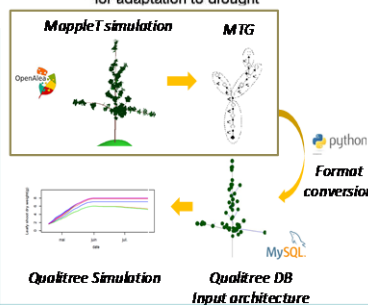 for adaptation to drought
MappleT simulation
MTG
OpenAlea
python
Format
conversion
MySQL
Qualitree Simulation
Qualitree DB
Input architecture